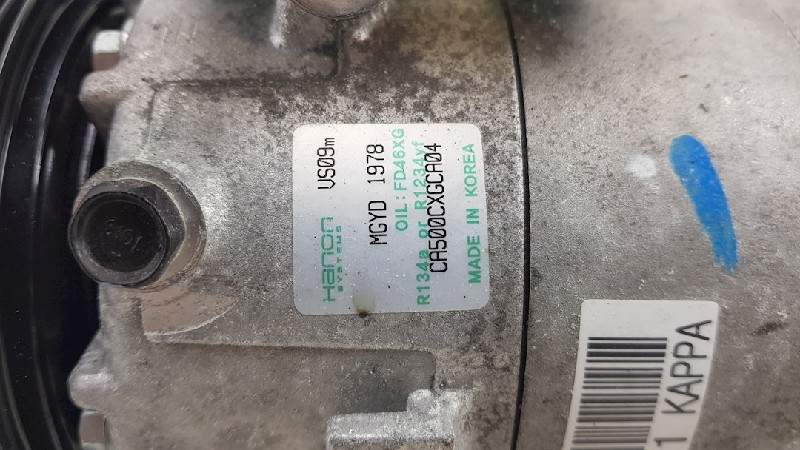 Hanon VS09m
SYSTEMS
MGYD 1978
OIL: FD46XG
R134a or R1234yf
CA500CXGCA04
MADE IN KOREA
1 KAPPA